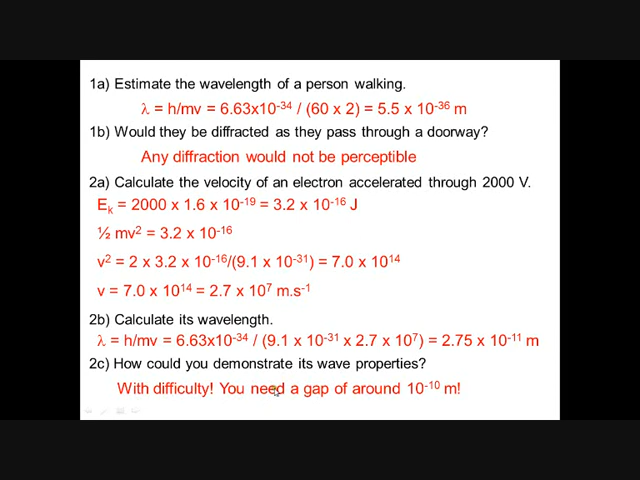 1a) Estimate the wavelength of a person walking.
λ = h/mv = 6.63x10⁻³⁴ / (60 x 2) = 5.5 x 10⁻³⁶ m
1b) Would they be diffracted as they pass through a doorway?
Any diffraction would not be perceptible
2a) Calculate the velocity of an electron accelerated through 2000 V.
Eₖ = 2000 x 1.6 x 10⁻¹⁹ = 3.2 x 10⁻¹⁶ J
½ mv² = 3.2 x 10⁻¹⁶
v² = 2 x 3.2 x 10⁻¹⁶/(9.1 x 10⁻³¹) = 7.0 x 10¹⁴
v = 7.0 x 10¹⁴ = 2.7 x 10⁷ m.s⁻¹
2b) Calculate its wavelength.
λ = h/mv = 6.63x10⁻³⁴ / (9.1 x 10⁻³¹ x 2.7 x 10⁷) = 2.75 x 10⁻¹¹ m
2c) How could you demonstrate its wave properties?
With difficulty! You need a gap of around 10⁻¹⁰ m!